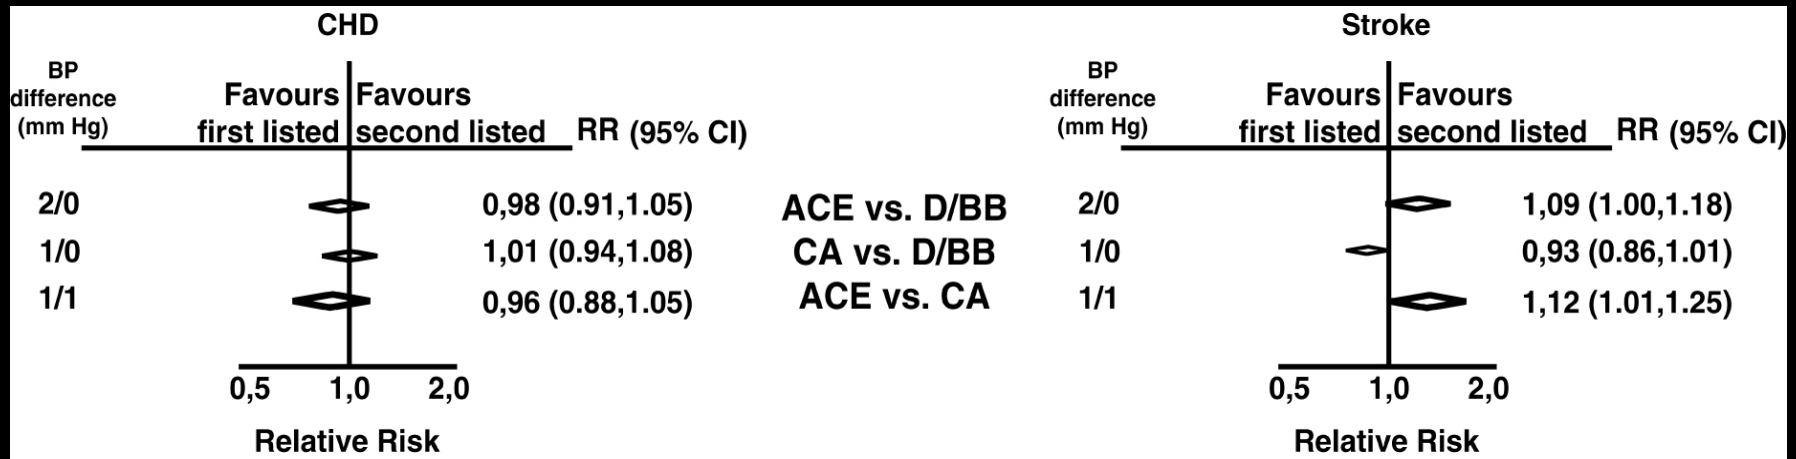 CHD
BP
difference
(mm Hg)
Favours Favours
first listed second listed RR (95% CI)
2/0 0,98 (0.91,1.05)
1/0 1,01 (0.94,1.08)
1/1 0,96 (0.88,1.05)
0,5 1,0 2,0
Relative Risk
ACE vs. D/BB
CA vs. D/BB
ACE vs. CA
Stroke
BP
difference
(mm Hg)
Favours Favours
first listed second listed RR (95% CI)
2/0 1,09 (1.00,1.18)
1/0 0,93 (0.86,1.01)
1/1 1,12 (1.01,1.25)
0,5 1,0 2,0
Relative Risk